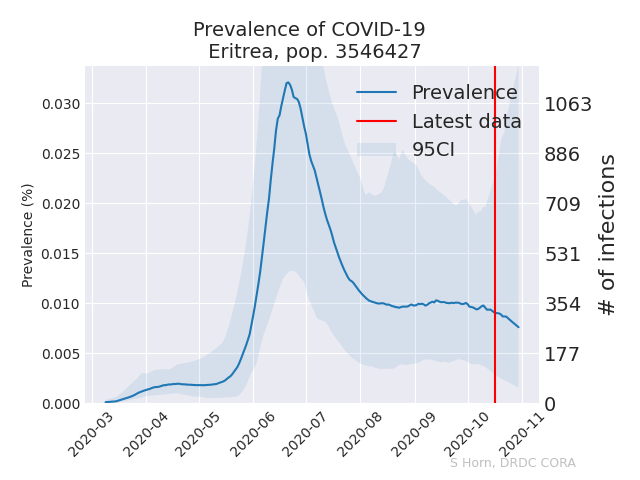 Prevalence of COVID-19
Eritrea, pop. 3546427
Prevalence
Latest data
95CI
0.030
0.025
0.020
0.015
0.010
0.005
0.000
Prevalence (%)
1063
886
709
531
354
177
0
# of infections
2020-03
2020-04
2020-05
2020-06
2020-07
2020-08
2020-09
2020-10
2020-11
S Horn, DRDC CORA